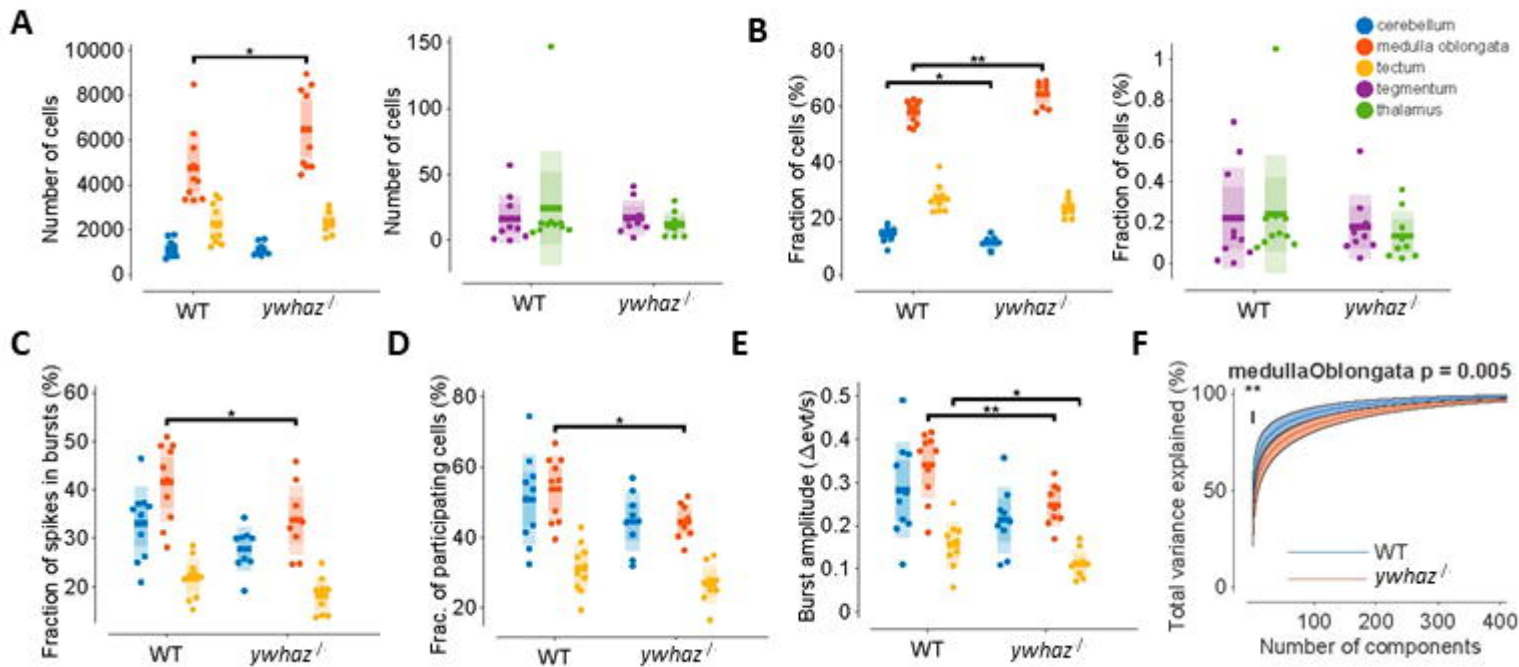 A
Number of cells
10000
8000
6000
4000
2000
0
*
WT
ywhaz /
Number of cells
150
100
50
0
WT
ywhaz /
B
Fraction of cells (%)
80
60
40
20
0
**
*
WT
ywhaz /
Fraction of cells (%)
1
0.8
0.6
0.4
0.2
0
WT
ywhaz /
cerebellum
medulla oblongata
tectum
tegmentum
thalamus
C
Fraction of spikes in bursts (%)
60
50
40
30
20
*
WT
ywhaz /
D
Frac. of participating cells (%)
80
60
40
20
*
WT
ywhaz /
E
Burst amplitude (Δevt/s)
0.5
0.4
0.3
0.2
0.1
0
*
**
WT
ywhaz /
F
medullaOblongata p = 0.005
Total variance explained (%)
100
50
0
**
WT
ywhaz /
100 200 300 400
Number of components